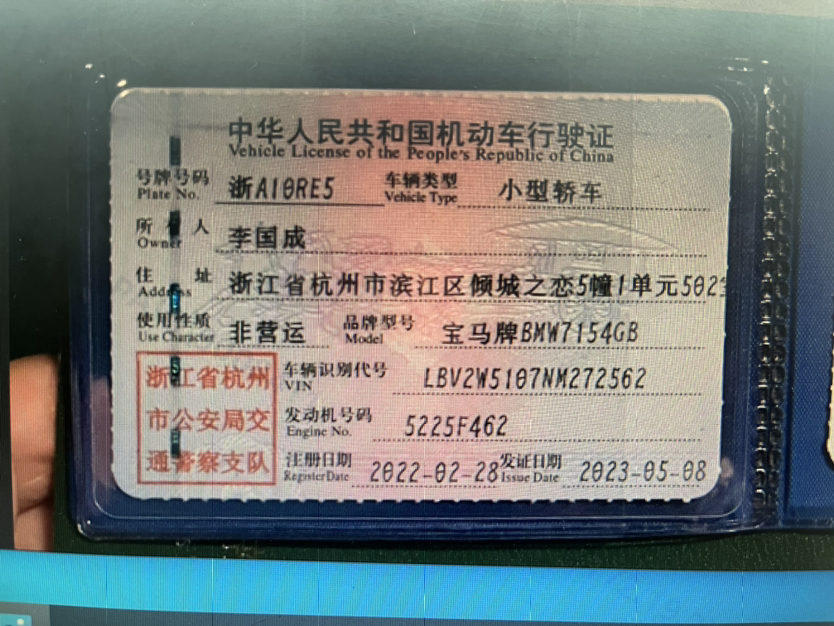 中华人民共和国机动车行驶证
Vehicle License of the People's Republic of China
号牌号码 浙A10RE5 车辆类型 小型轿车
Plate No. Vehicle Type
所 人 李国成
Owner
住 址 浙江省杭州市滨江区倾城之恋5幢1单元502
Address
使用性质 非营运 品牌型号 宝马牌BMW7154GB
Use Character Model
浙江省杭州
市公安局交
通警察支队
车辆识别代号 LBV2W5107NM272562
VIN
发动机号码 5225F462
Engine No.
注册日期 2022-02-28 发证日期 2023-05-08
Register Date Issue Date